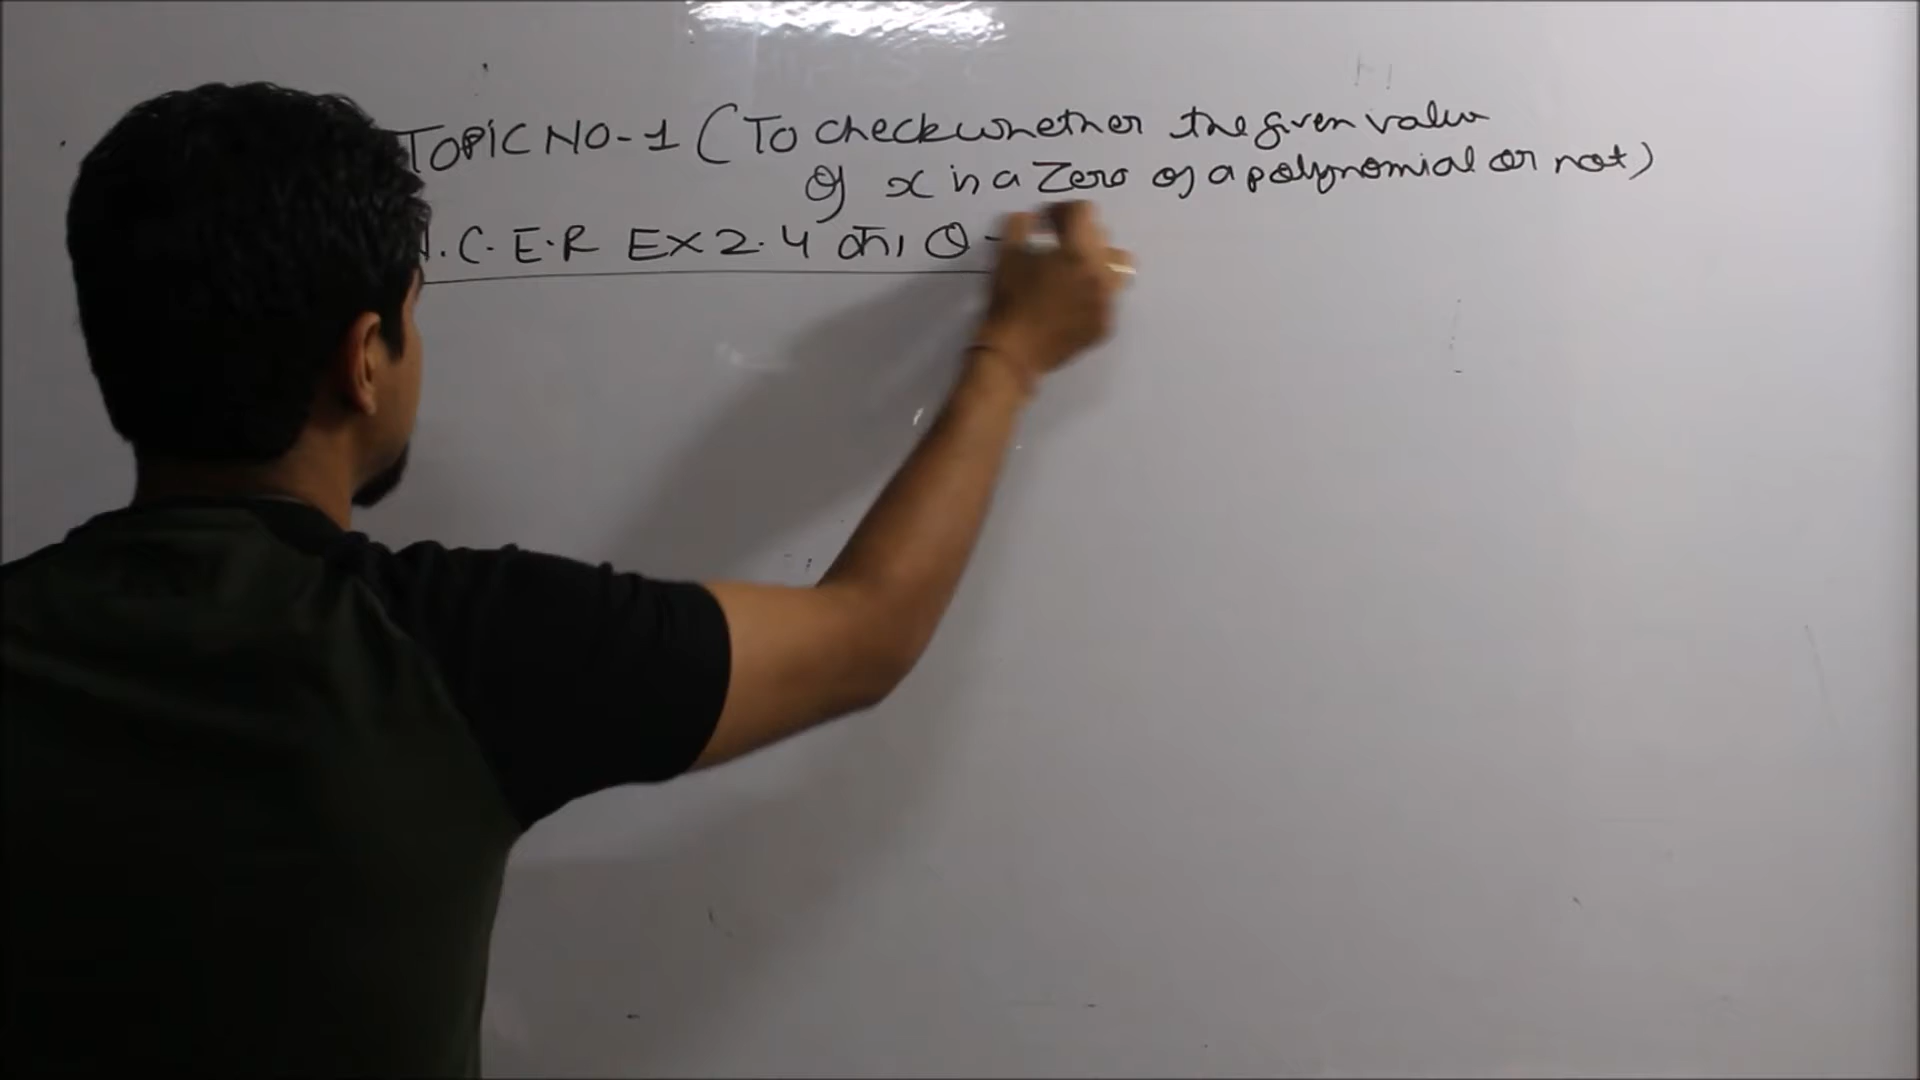 TOPIC NO-1 (To check whether the given value
of x is a zero of a polynomial or not)
.C.E.R EX 2.4 का Q-